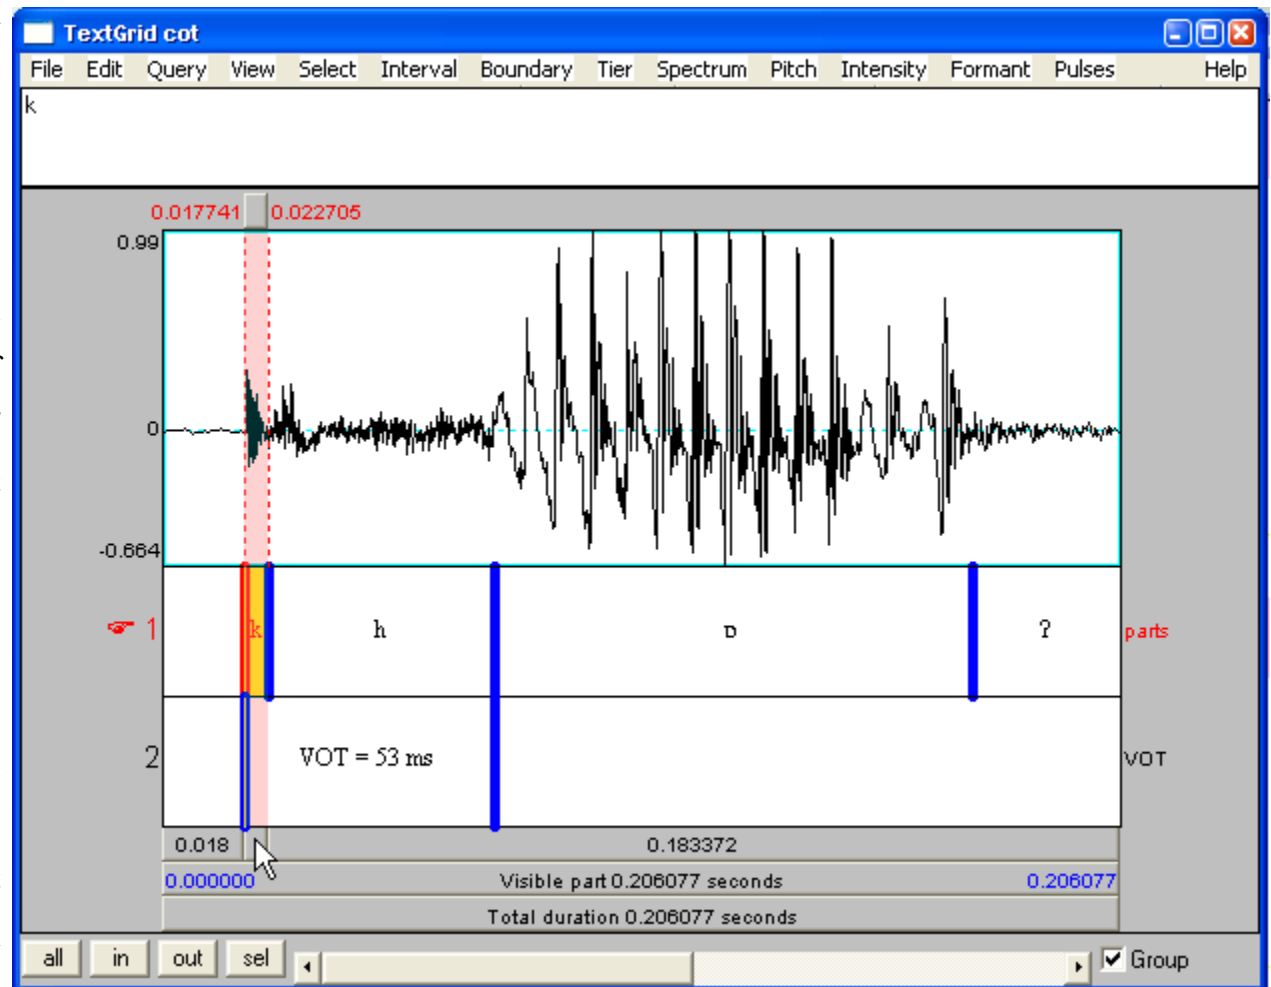 TextGrid cot
File Edit Query View Select Interval Boundary Tier Spectrum Pitch Intensity Formant Pulses Help
k
0.017741 0.022705
0.99
0
-0.664
1 k h ɒ ʔ parts
2 VOT = 53 ms VOT
0.018 0.183372
0.000000 Visible part 0.206077 seconds 0.206077
Total duration 0.206077 seconds
all in out sel Group